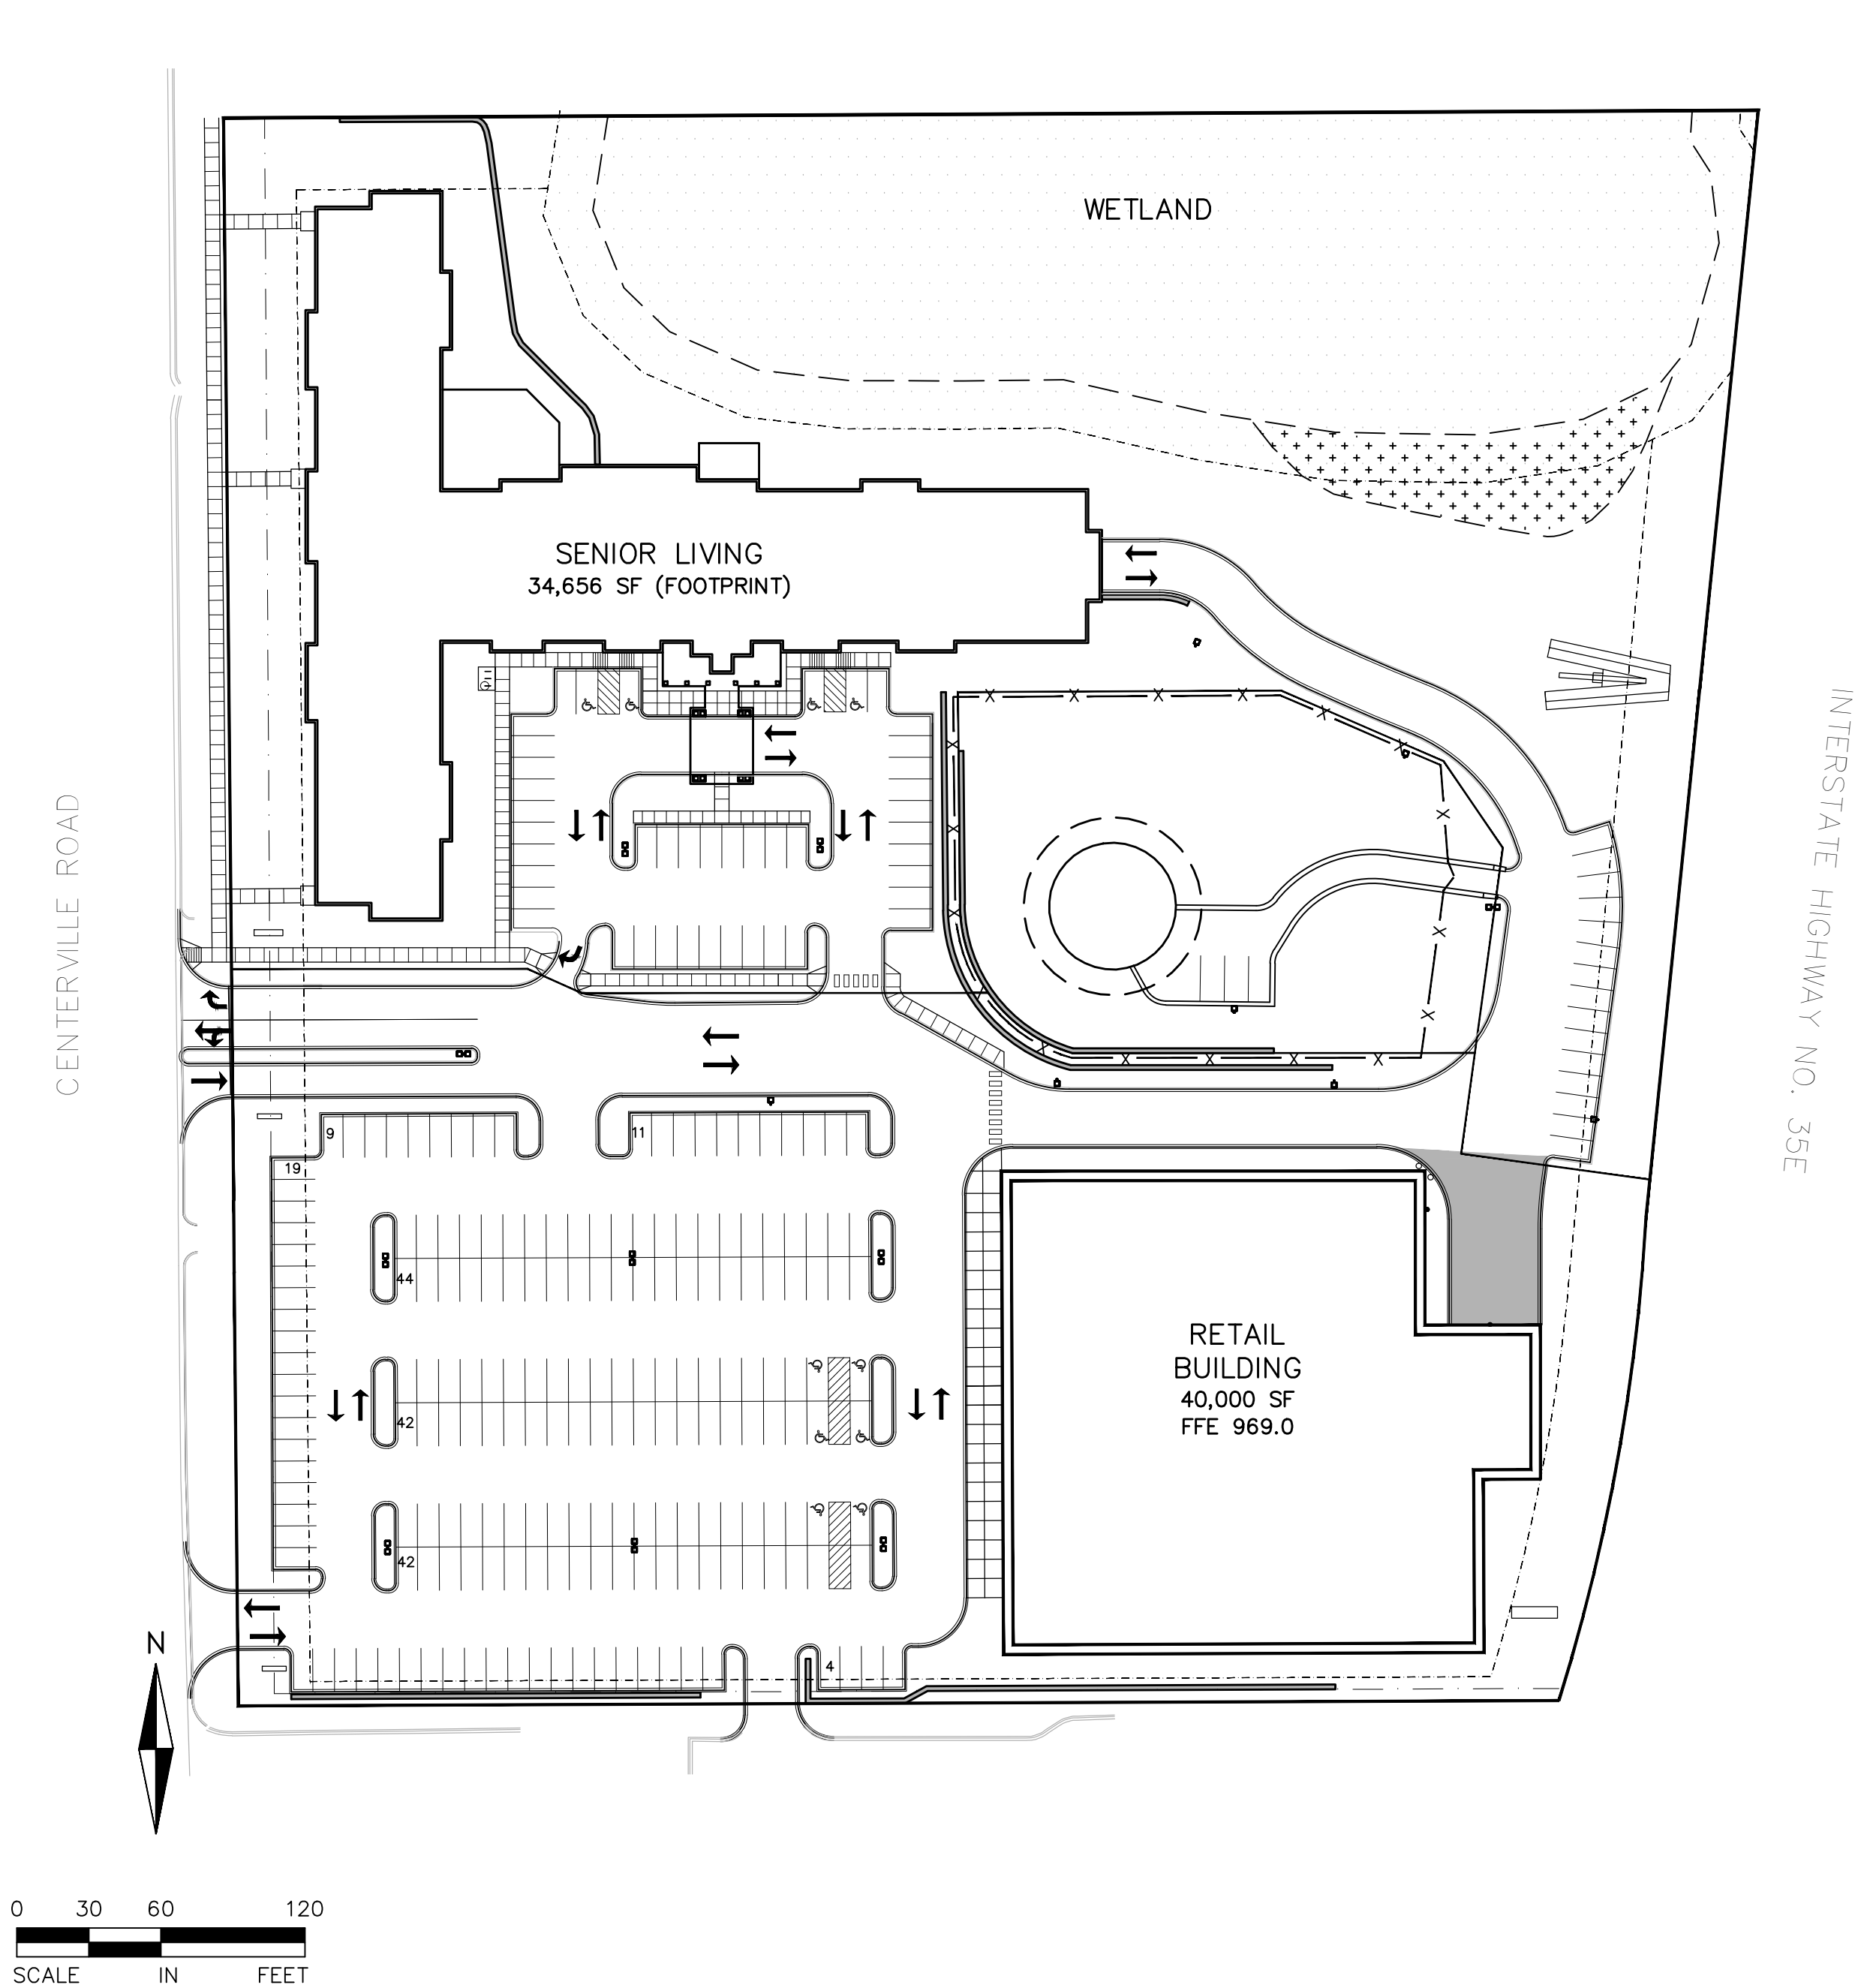 WETLAND
SENIOR LIVING
34,656 SF (FOOTPRINT)
CENTERVILLE ROAD
INTERSTATE HIGHWAY NO. 35E
9
11
19
44
42
42
4
RETAIL
BUILDING
40,000 SF
FFE 969.0
N
0 30 60 120
SCALE IN FEET